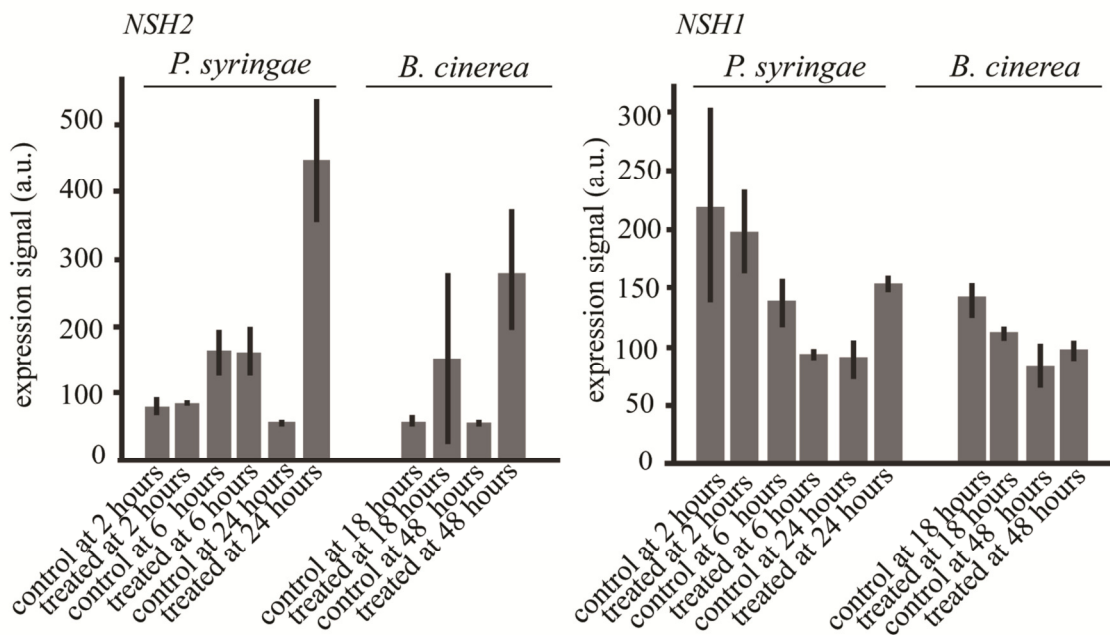 NSH2
P. syringae
B. cinerea
expression signal (a.u.)
500
400
300
200
100
0
control at 2 hours
treated at 2 hours
control at 6 hours
treated at 6 hours
control at 24 hours
treated at 24 hours
control at 18 hours
treated at 18 hours
control at 48 hours
treated at 48 hours
NSH1
P. syringae
B. cinerea
expression signal (a.u.)
300
250
200
150
100
50
0
control at 2 hours
treated at 2 hours
control at 6 hours
treated at 6 hours
control at 24 hours
treated at 24 hours
control at 18 hours
treated at 18 hours
control at 48 hours
treated at 48 hours